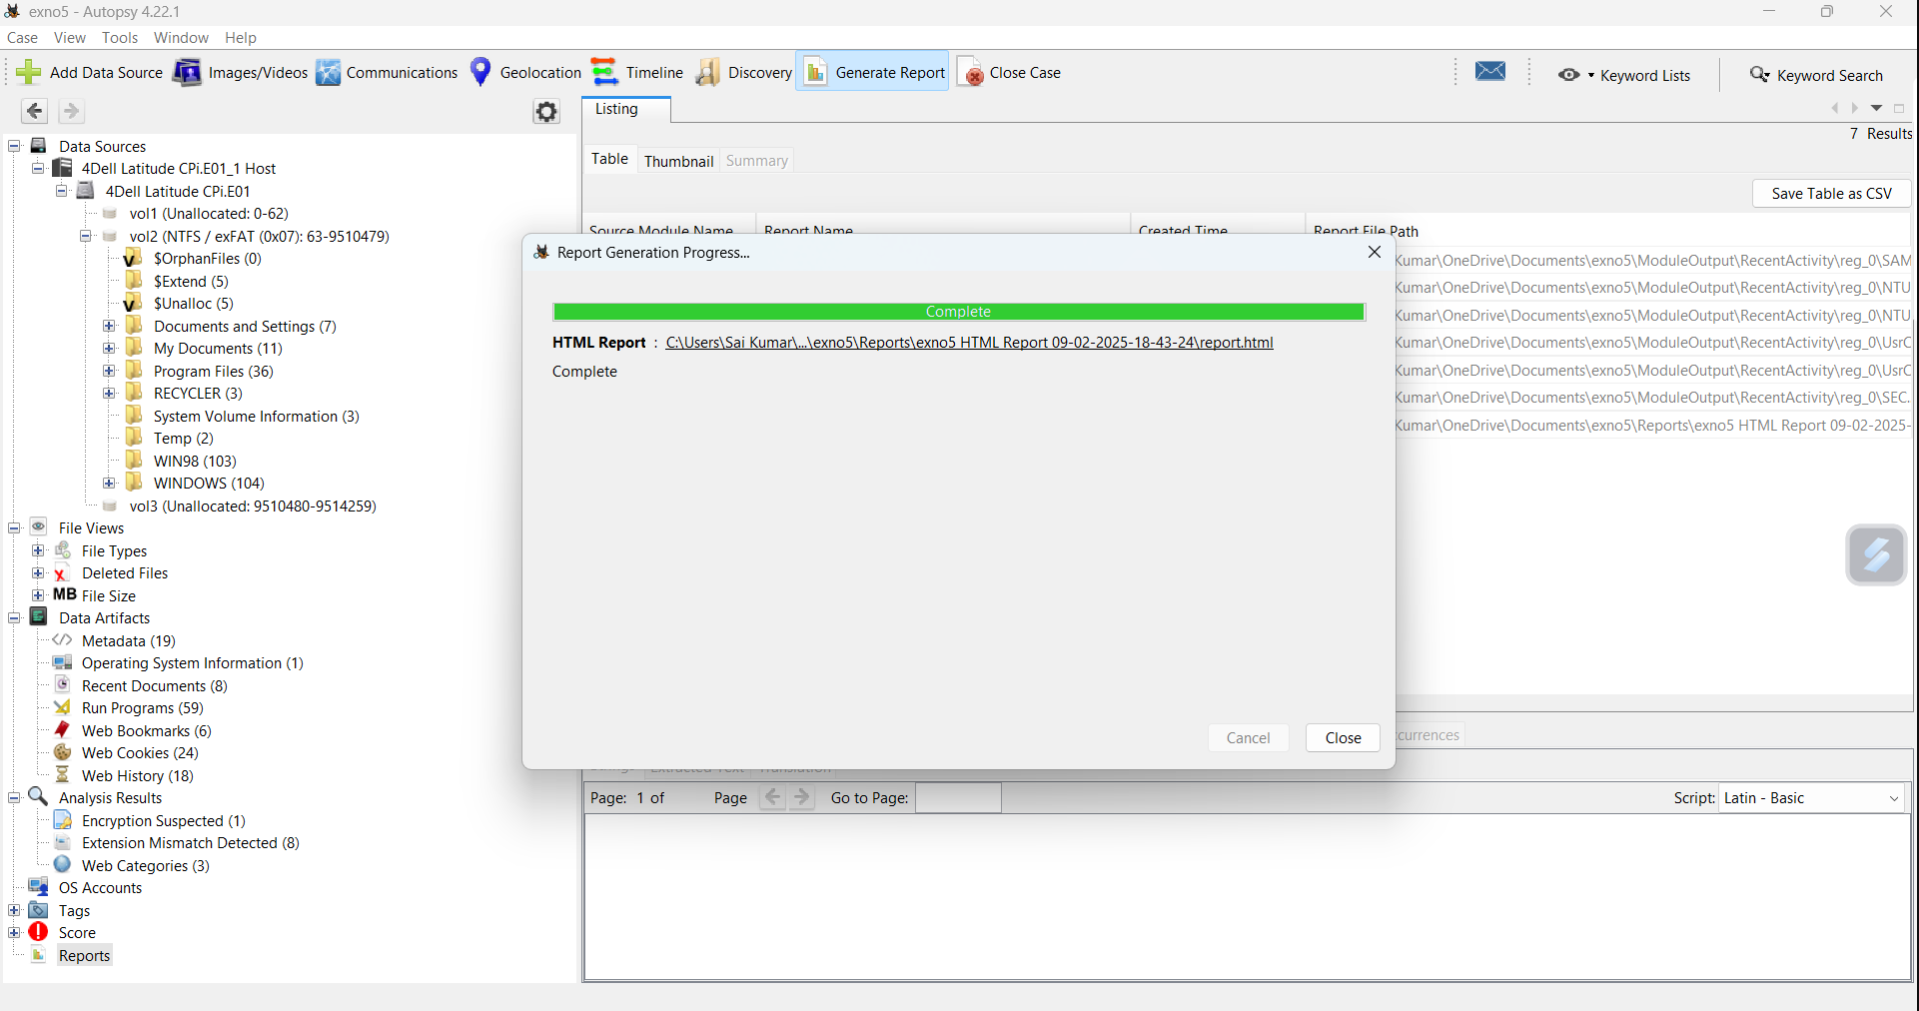 exno5 - Autopsy 4.22.1
Case View Tools Window Help
Add Data Source Images/Videos Communications Geolocation Timeline Discovery Generate Report Close Case Keyword Lists Keyword Search
Listing
7 Results
Table Thumbnail Summary
Save Table as CSV
Source Module Name Report Name Created Time Report File Path
Data Sources
4Dell Latitude CPi.E01_1 Host
4Dell Latitude CPi.E01
vol1 (Unallocated: 0-62)
vol2 (NTFS / exFAT (0x07): 63-9510479)
$OrphanFiles (0)
$Extend (5)
$Unalloc (5)
Documents and Settings (7)
My Documents (11)
Program Files (36)
RECYCLER (3)
System Volume Information (3)
Temp (2)
WIN98 (103)
WINDOWS (104)
vol3 (Unallocated: 9510480-9514259)
File Views
File Types
Deleted Files
MB File Size
Data Artifacts
Metadata (19)
Operating System Information (1)
Recent Documents (8)
Run Programs (59)
Web Bookmarks (6)
Web Cookies (24)
Web History (18)
Analysis Results
Encryption Suspected (1)
Extension Mismatch Detected (8)
Web Categories (3)
OS Accounts
Tags
Score
Reports
Report Generation Progress...
Complete
HTML Report : C:\Users\Sai Kumar\...\exno5\Reports\exno5 HTML Report 09-02-2025-18-43-24\report.html
Complete
Cancel Close
Kumar\OneDrive\Documents\exno5\ModuleOutput\RecentActivity\reg_0\SAM
Kumar\OneDrive\Documents\exno5\ModuleOutput\RecentActivity\reg_0\NTU
Kumar\OneDrive\Documents\exno5\ModuleOutput\RecentActivity\reg_0\NTU
Kumar\OneDrive\Documents\exno5\ModuleOutput\RecentActivity\reg_0\UsrC
Kumar\OneDrive\Documents\exno5\ModuleOutput\RecentActivity\reg_0\UsrC
Kumar\OneDrive\Documents\exno5\ModuleOutput\RecentActivity\reg_0\SEC.
Kumar\OneDrive\Documents\exno5\Reports\exno5 HTML Report 09-02-2025-
currences
Extracted Text Translation
Page: 1 of Page Go to Page: Script: Latin - Basic